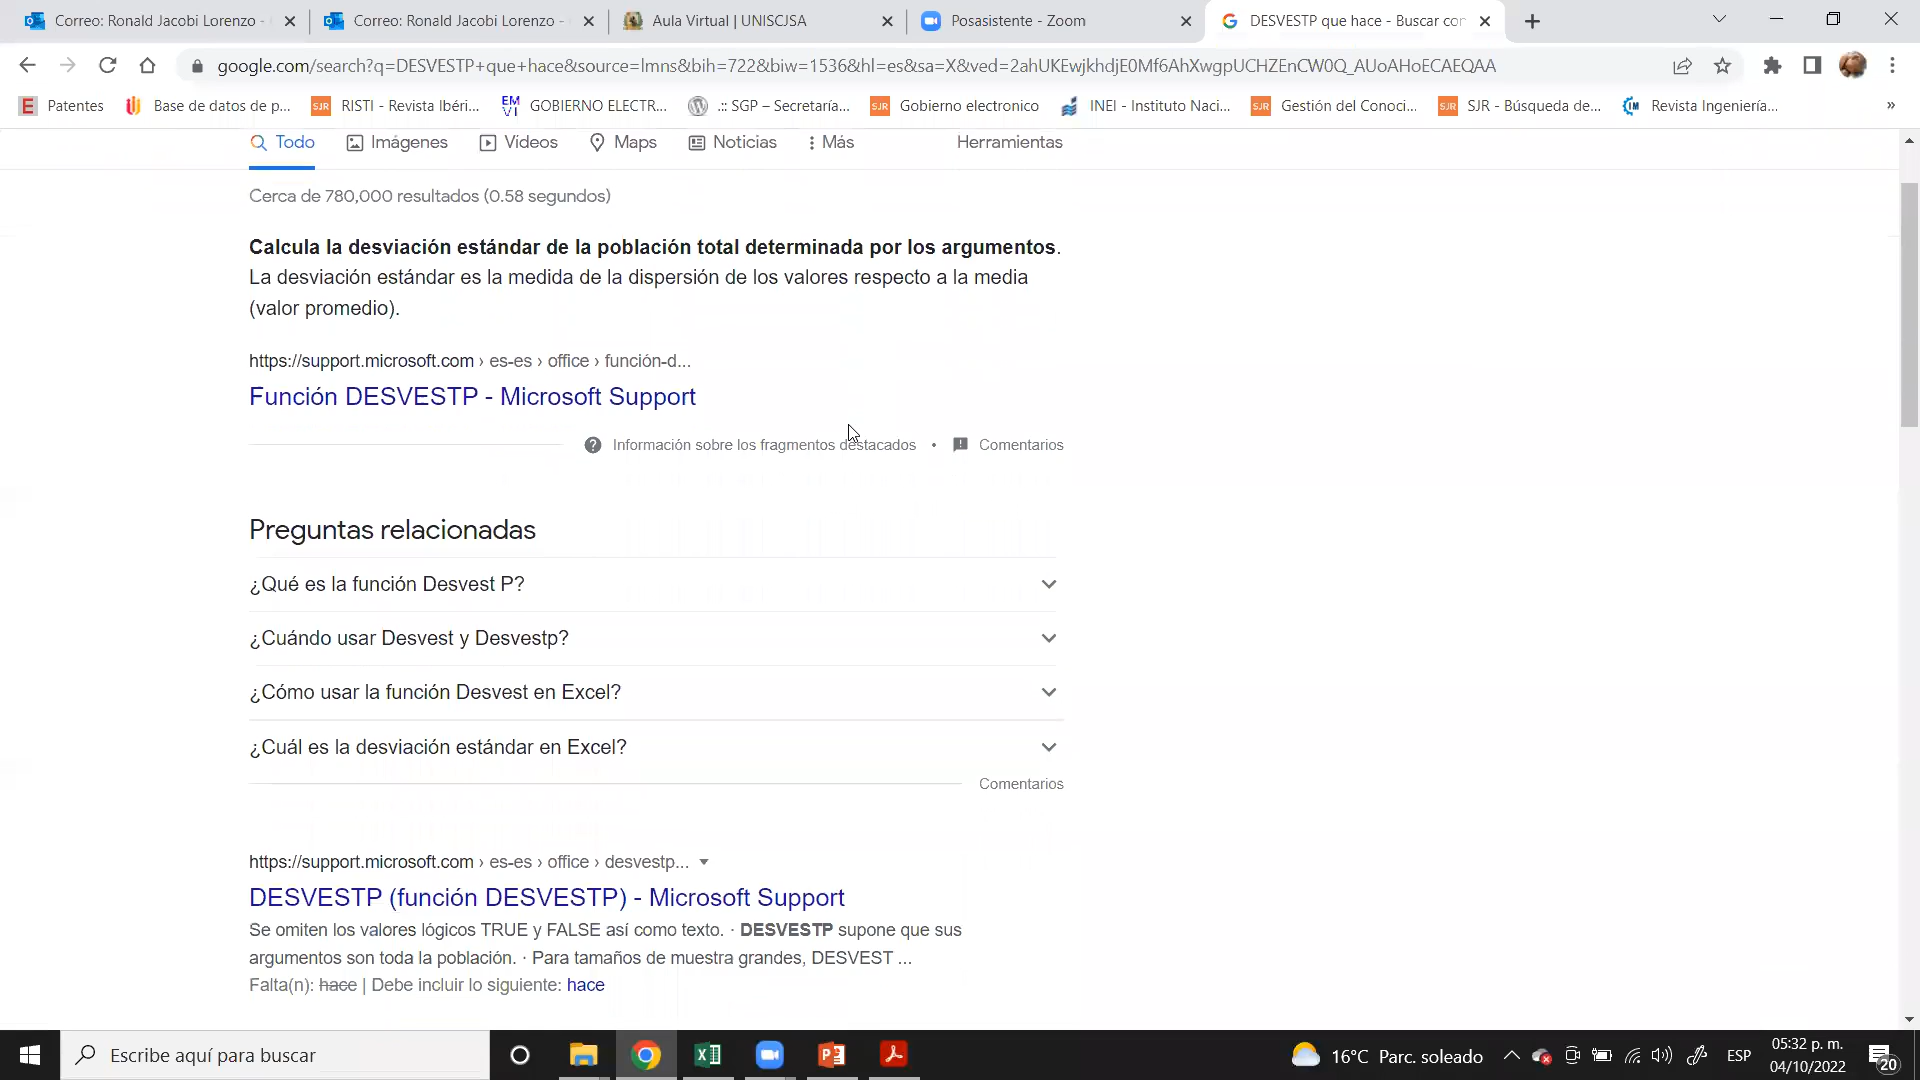 Correo: Ronald Jacobi Lorenzo -
Correo: Ronald Jacobi Lorenzo -
Aula Virtual | UNISCJSA
Posasistente - Zoom
DESVESTP que hace - Buscar con
google.com/search?q=DESVESTP+que+hace&source=lmns&bih=722&biw=1536&hl=es&sa=X&ved=2ahUKEwjkhdjE0Mf6AhXwgpUCHZEnCW0Q_AUoAHoECAEQAA
Patentes
Base de datos de p...
RISTI - Revista Ibéri...
GOBIERNO ELECTR...
.:: SGP – Secretaría...
Gobierno electronico
INEI - Instituto Naci...
Gestión del Conoci...
SJR - Búsqueda de...
Revista Ingeniería...
»
Todo
Imágenes
Videos
Maps
Noticias
Más
Herramientas
Cerca de 780,000 resultados (0.58 segundos)
Calcula la desviación estándar de la población total determinada por los argumentos.
La desviación estándar es la medida de la dispersión de los valores respecto a la media
(valor promedio).
https://support.microsoft.com › es-es › office › función-d...
Función DESVESTP - Microsoft Support
Información sobre los fragmentos destacados • Comentarios
Preguntas relacionadas
¿Qué es la función Desvest P?
¿Cuándo usar Desvest y Desvestp?
¿Cómo usar la función Desvest en Excel?
¿Cuál es la desviación estándar en Excel?
Comentarios
https://support.microsoft.com › es-es › office › desvestp...
DESVESTP (función DESVESTP) - Microsoft Support
Se omiten los valores lógicos TRUE y FALSE así como texto. · DESVESTP supone que sus
argumentos son toda la población. · Para tamaños de muestra grandes, DESVEST ...
Falta(n): hace | Debe incluir lo siguiente: hace
Escribe aquí para buscar
16°C Parc. soleado
ESP
05:32 p. m.
04/10/2022
20